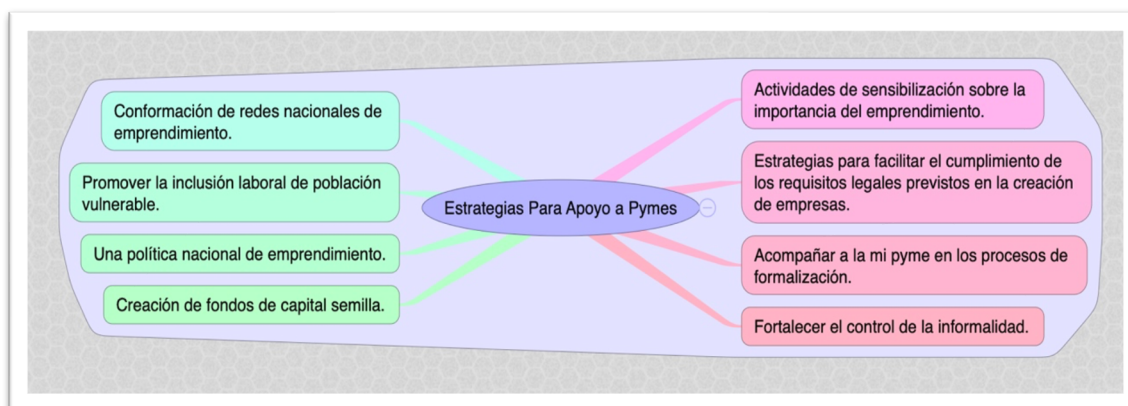 Conformación de redes nacionales de
emprendimiento.
Promover la inclusión laboral de población
vulnerable.
Una política nacional de emprendimiento.
Creación de fondos de capital semilla.
Estrategias Para Apoyo a Pymes
Actividades de sensibilización sobre la
importancia del emprendimiento.
Estrategias para facilitar el cumplimiento de
los requisitos legales previstos en la creación
de empresas.
Acompañar a la mi pyme en los procesos de
formalización.
Fortalecer el control de la informalidad.